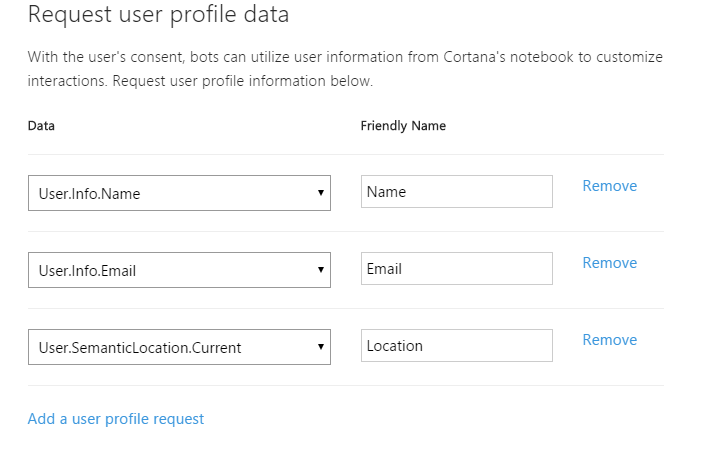 Request user profile data
With the user's consent, bots can utilize user information from Cortana's notebook to customize
interactions. Request user profile information below.
Data Friendly Name
User.Info.Name Name Remove
User.Info.Email Email Remove
User.SemanticLocation.Current Location Remove
Add a user profile request